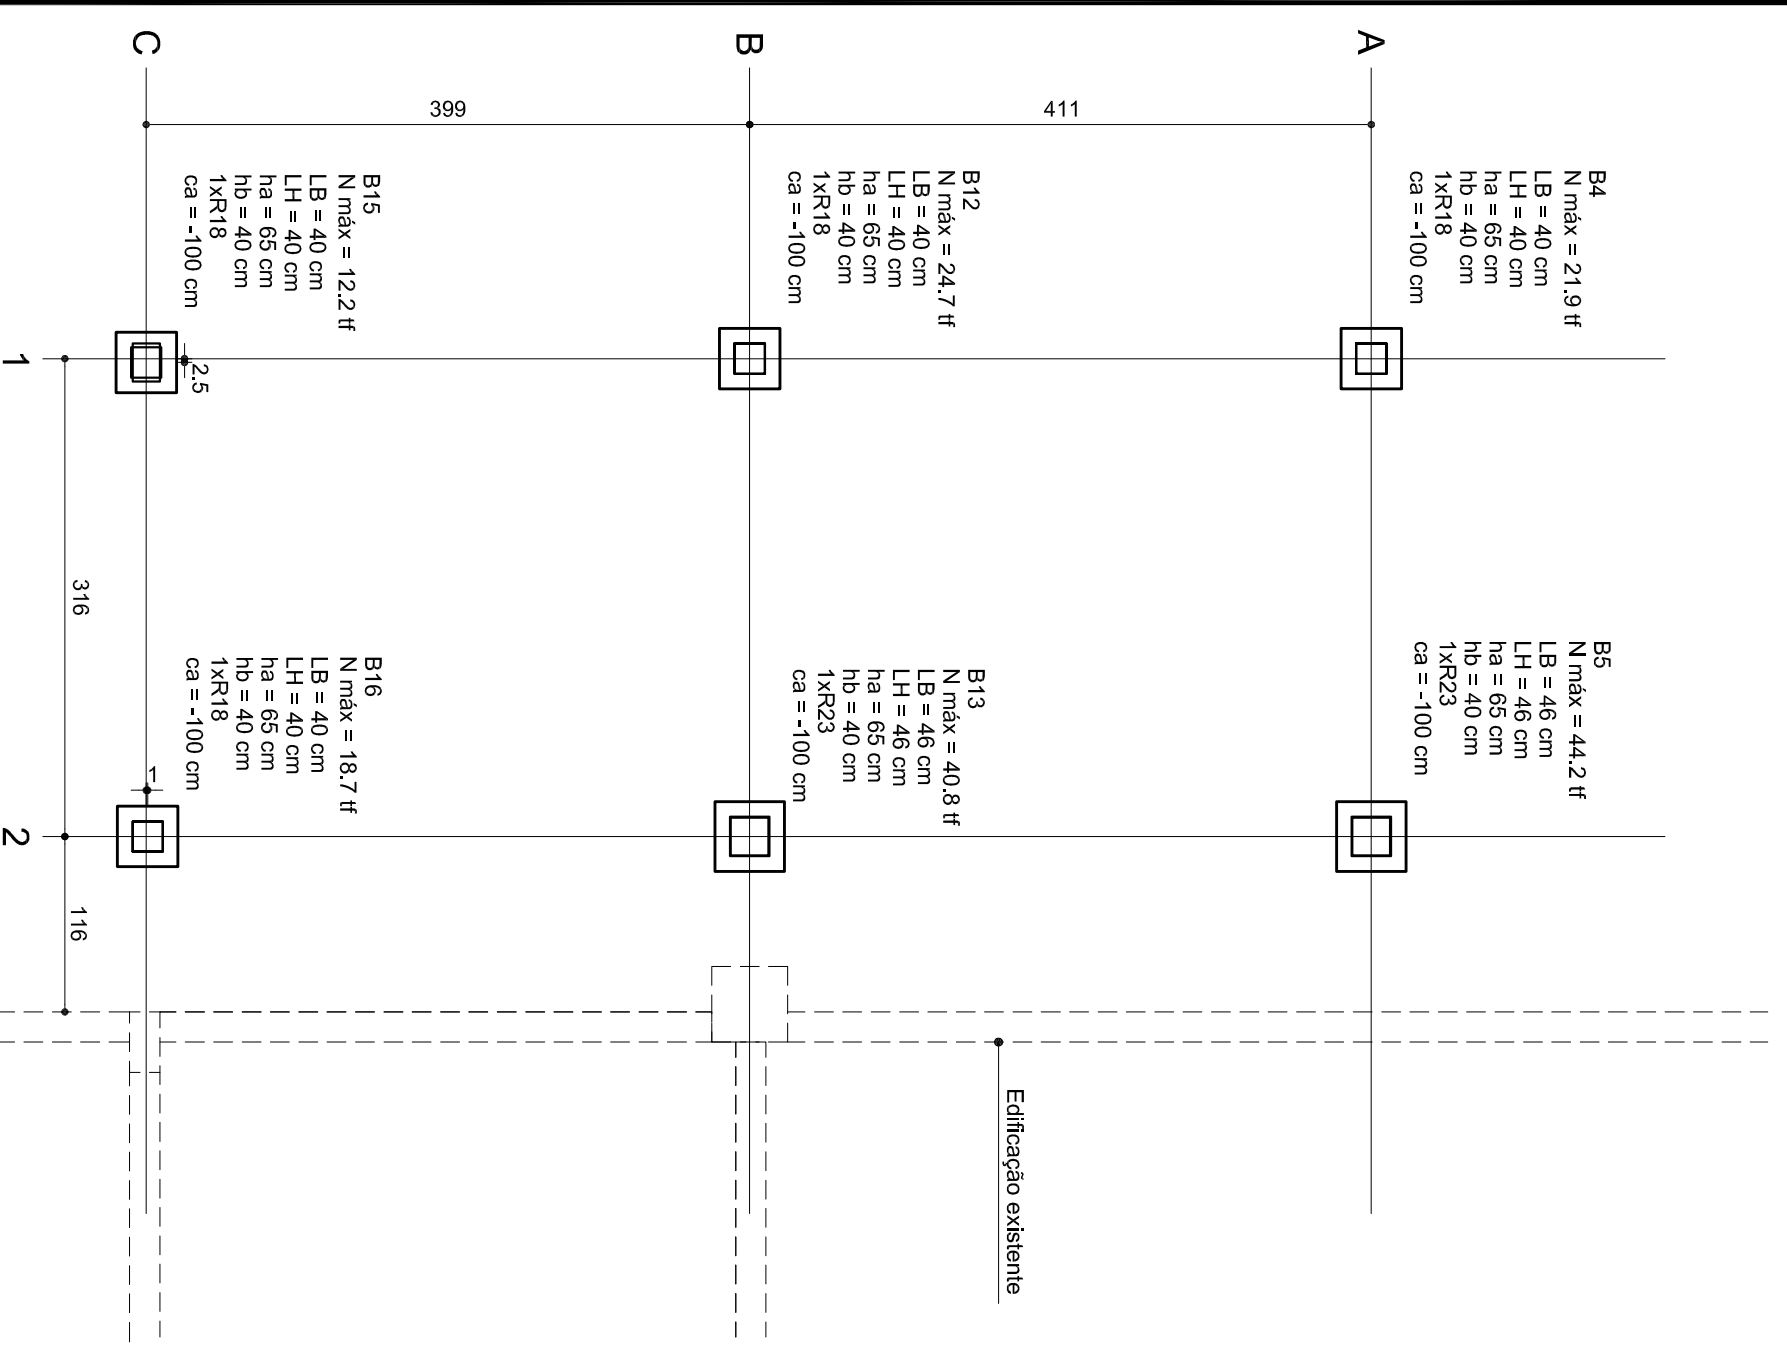 C
B
A
399
411
B15
N máx = 12.2 tf
LB = 40 cm
LH = 40 cm
ha = 65 cm
hb = 40 cm
1xR18
ca = -100 cm
B12
N máx = 24.7 tf
LB = 40 cm
LH = 40 cm
ha = 65 cm
hb = 40 cm
1xR18
ca = -100 cm
B4
N máx = 21.9 tf
LB = 40 cm
LH = 40 cm
ha = 65 cm
hb = 40 cm
1xR18
ca = -100 cm
1
2.5
316
B16
N máx = 18.7 tf
LB = 40 cm
LH = 40 cm
ha = 65 cm
hb = 40 cm
1xR18
ca = -100 cm
B13
N máx = 40.8 tf
LB = 46 cm
LH = 46 cm
ha = 65 cm
hb = 40 cm
1xR23
ca = -100 cm
B5
N máx = 44.2 tf
LB = 46 cm
LH = 46 cm
ha = 65 cm
hb = 40 cm
1xR23
ca = -100 cm
1
2
116
Edificação existente